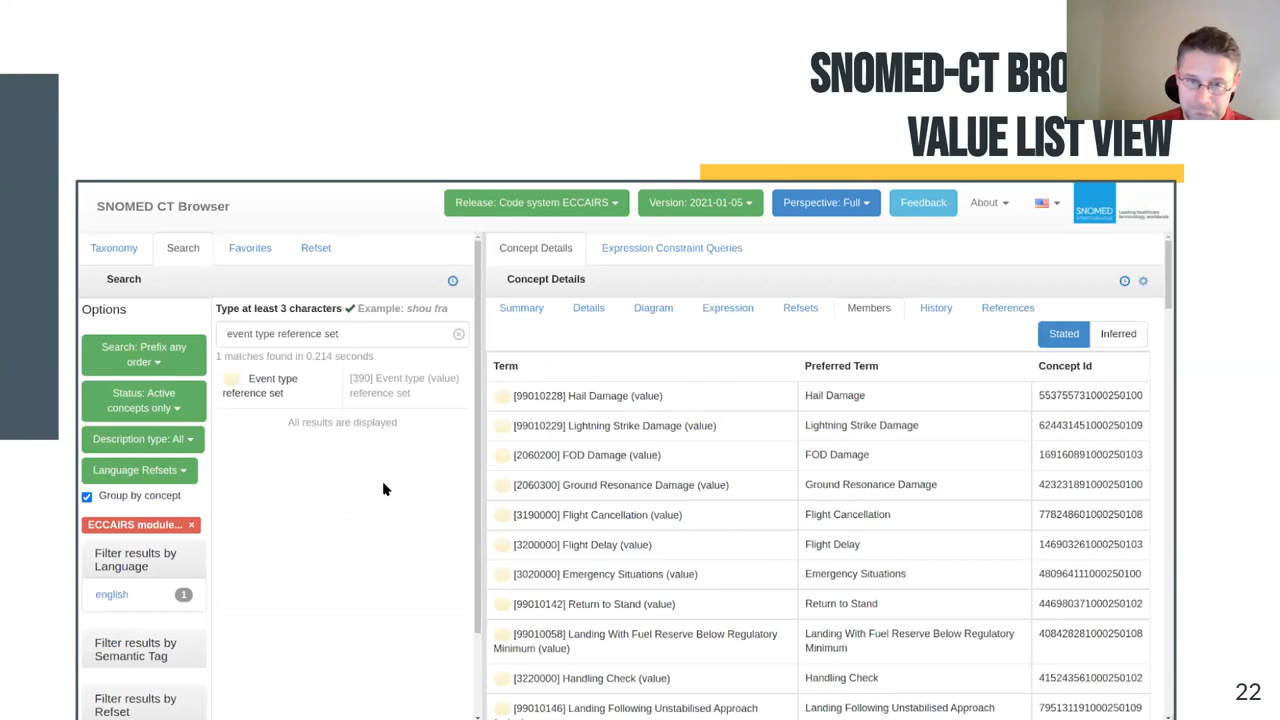 SNOMED-CT
VALUE LIST VIEW
SNOMED CT Browser
Release: Code system ECCAIRS
Version: 2021-01-05
Perspective: Full
Feedback
About
SNOMED
International
Leading healthcare
terminology, worldwide
Taxonomy
Search
Favorites
Refset
Search
Options
Search: Prefix any
order
Status: Active
concepts only
Description type: All
Language Refsets
Group by concept
ECCAIRS module... ×
Filter results by
Language
english 1
Filter results by
Semantic Tag
Filter results by
Refset
Type at least 3 characters ✔ Example: shou fra
event type reference set
1 matches found in 0.214 seconds.
Event type
reference set
[390] Event type (value)
reference set
All results are displayed
Concept Details
Expression Constraint Queries
Concept Details
Summary
Details
Diagram
Expression
Refsets
Members
History
References
Stated
Inferred
Term Preferred Term Concept Id
[99010228] Hail Damage (value) Hail Damage 553755731000250100
[99010229] Lightning Strike Damage (value) Lightning Strike Damage 624431451000250109
[2060200] FOD Damage (value) FOD Damage 169160891000250103
[2060300] Ground Resonance Damage (value) Ground Resonance Damage 423231891000250100
[3190000] Flight Cancellation (value) Flight Cancellation 778248601000250108
[3200000] Flight Delay (value) Flight Delay 146903261000250103
[3020000] Emergency Situations (value) Emergency Situations 480964111000250100
[99010142] Return to Stand (value) Return to Stand 446980371000250102
[99010058] Landing With Fuel Reserve Below Regulatory
Minimum (value)
Landing With Fuel Reserve Below Regulatory
Minimum
408428281000250108
[3220000] Handling Check (value) Handling Check 415243561000250102
[99010146] Landing Following Unstabilised Approach
Landing Following Unstabilised Approach
795131191000250109
22